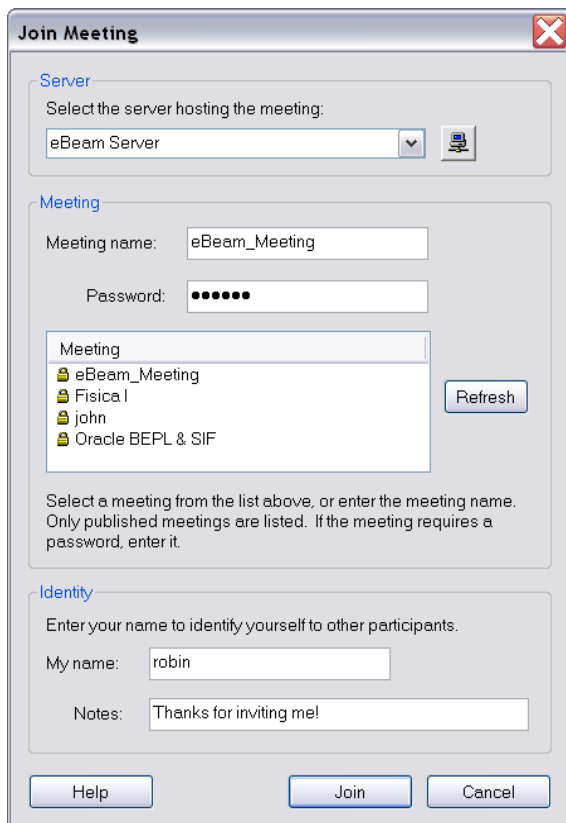 Join Meeting
Server
Select the server hosting the meeting:
eBeam Server
Meeting
Meeting name: eBeam_Meeting
Password: ●●●●●●
Meeting
eBeam_Meeting
Fisica I
john
Oracle BEPL & SIF
Refresh
Select a meeting from the list above, or enter the meeting name.
Only published meetings are listed. If the meeting requires a
password, enter it.
Identity
Enter your name to identify yourself to other participants.
My name: robin
Notes: Thanks for inviting me!
Help Join Cancel